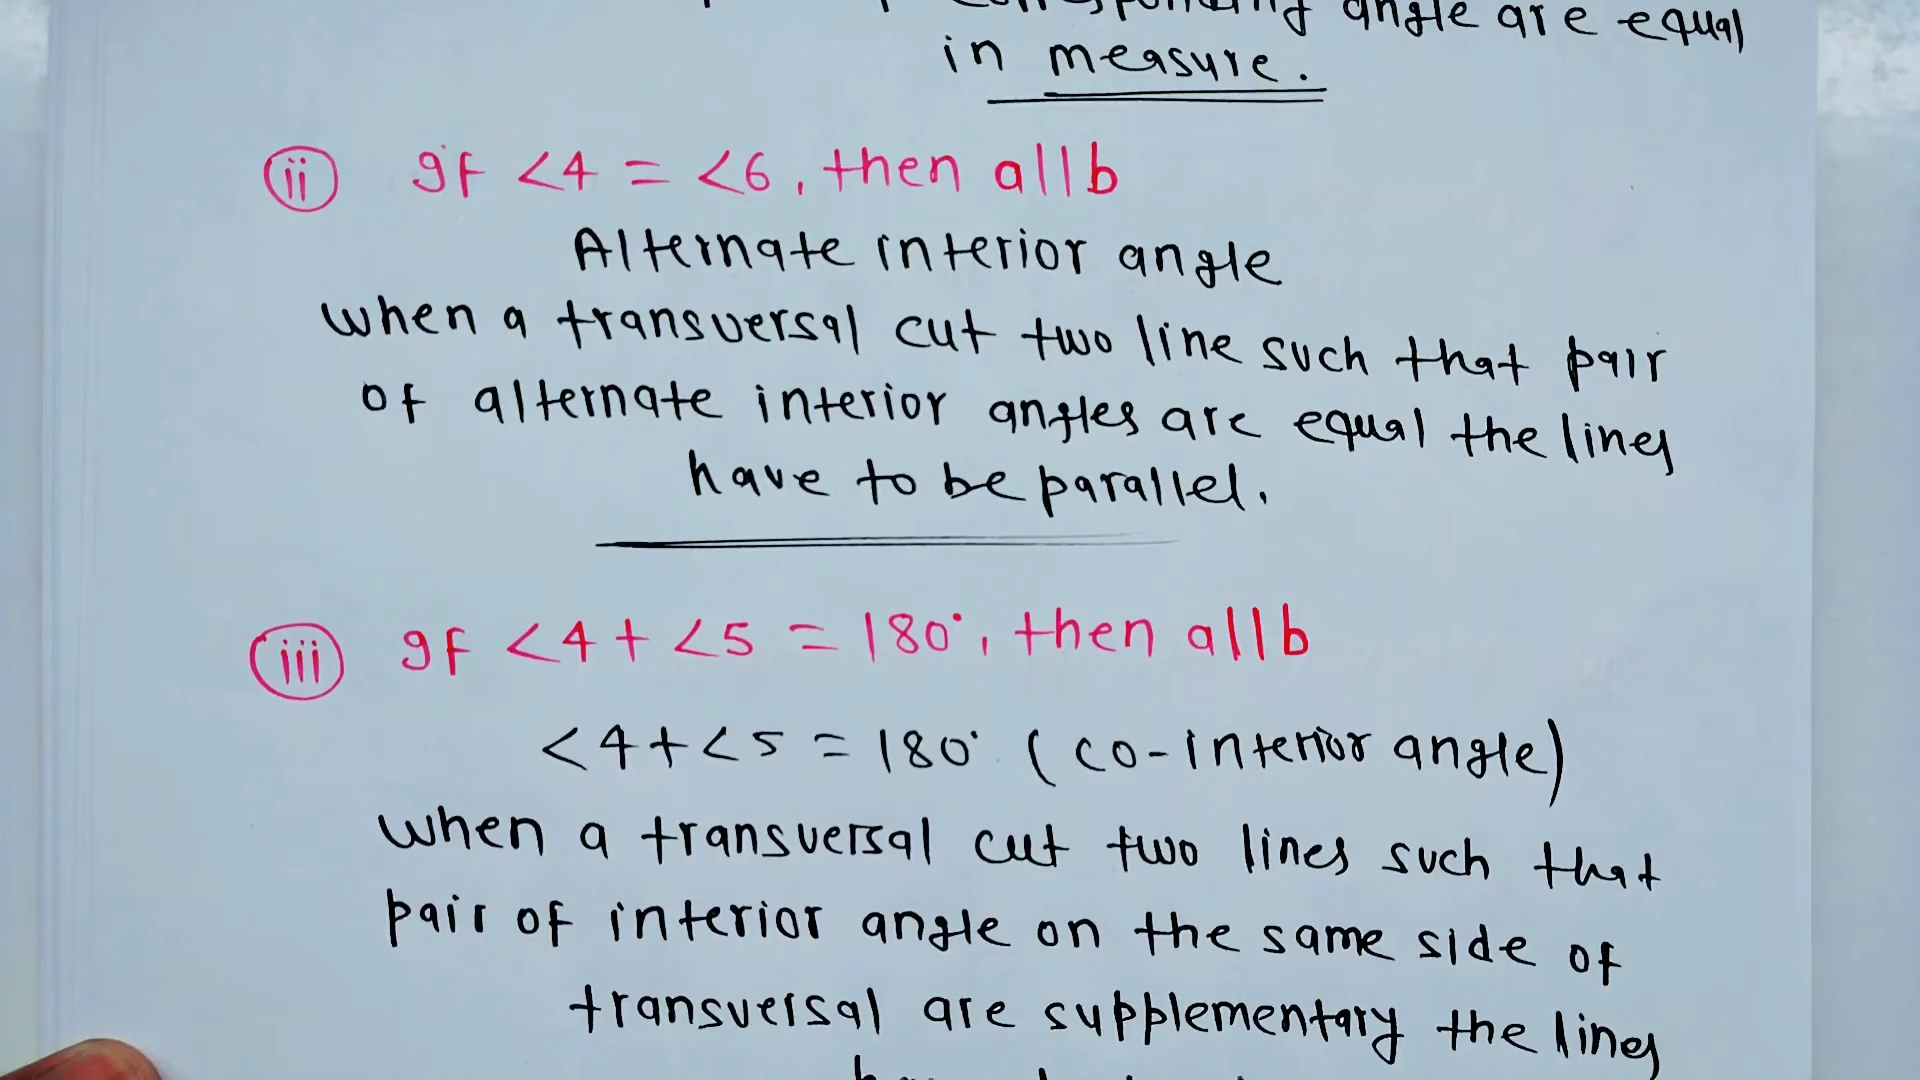 corresponding angle are equal
in measure.
(ii) If <4 = <6, then a||b
Alternate interior angle
when a transversal cut two line such that pair
of alternate interior angles are equal the lines
have to be parallel.
(iii) If <4 + <5 = 180°, then a||b
<4 + <5 = 180° (co-interior angle)
when a transversal cut two lines such that
pair of interior angle on the same side of
transversal are supplementary the lines